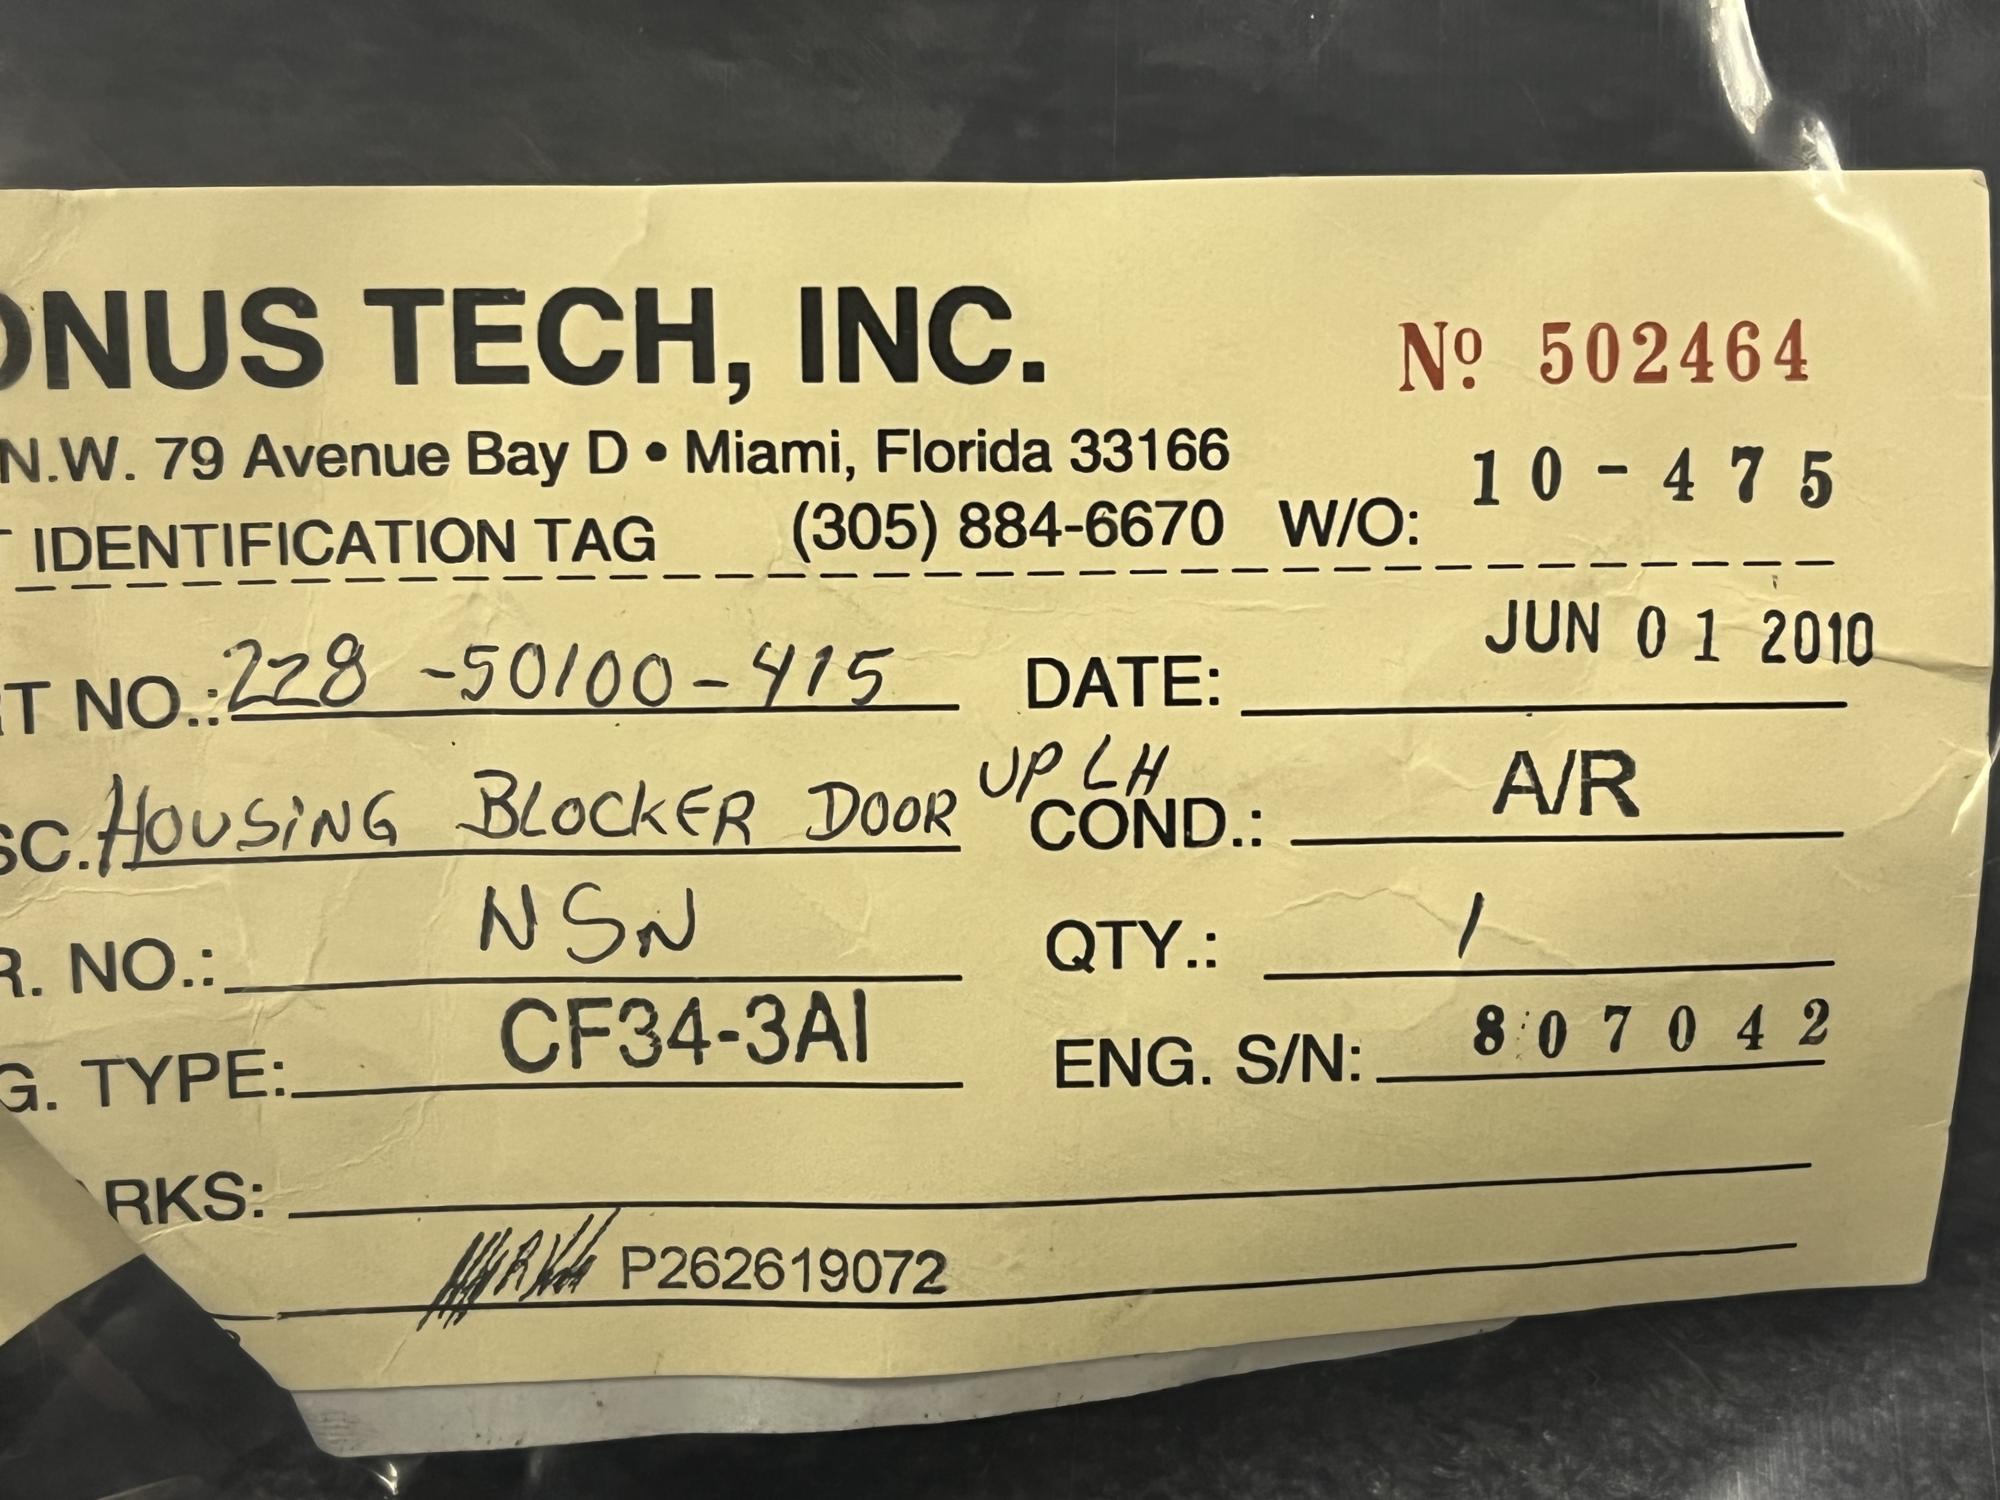 ONUS TECH, INC.
Nº 502464
N.W. 79 Avenue Bay D • Miami, Florida 33166
10-475
T IDENTIFICATION TAG (305) 884-6670 W/O:
JUN 01 2010
RT NO.: 228-50100-415 DATE:
UP LH A/R
SC. HOUSING BLOCKER DOOR COND.:
R. NO.: NSN QTY.: 1
G. TYPE: CF34-3AI ENG. S/N: 807042
RKS:
P262619072